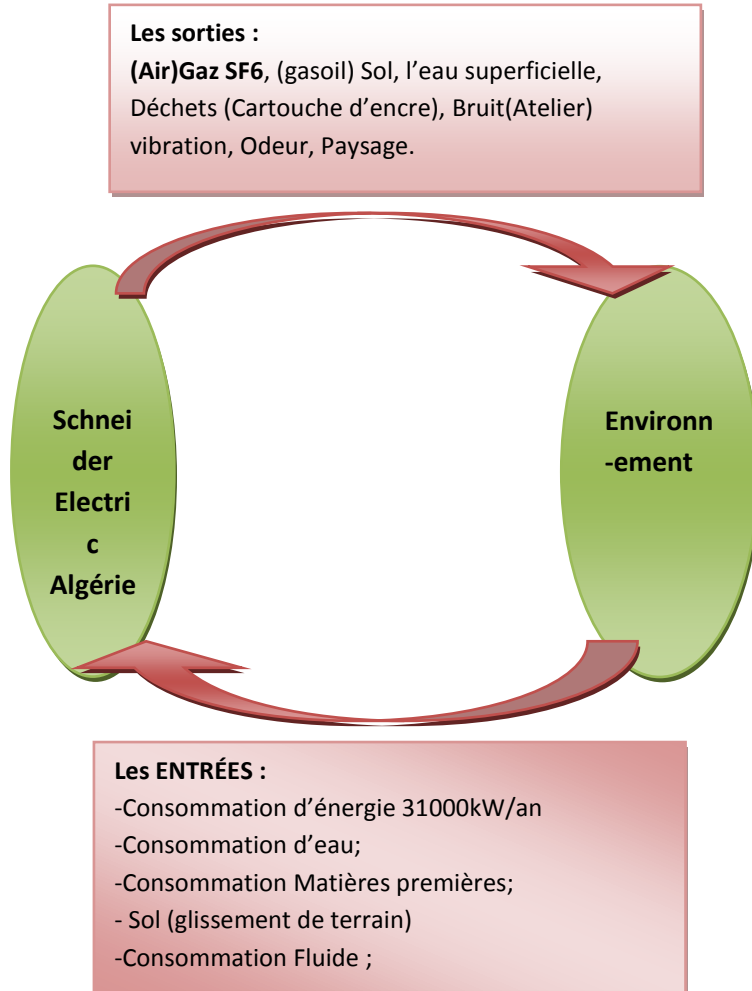 Les sorties :
(Air)Gaz SF6, (gasoil) Sol, l’eau superficielle,
Déchets (Cartouche d’encre), Bruit(Atelier)
vibration, Odeur, Paysage.
Schnei
der
Electri
c
Algérie
Environn
-ement
Les ENTRÉES :
-Consommation d’énergie 31000kW/an
-Consommation d’eau;
-Consommation Matières premières;
- Sol (glissement de terrain)
-Consommation Fluide ;